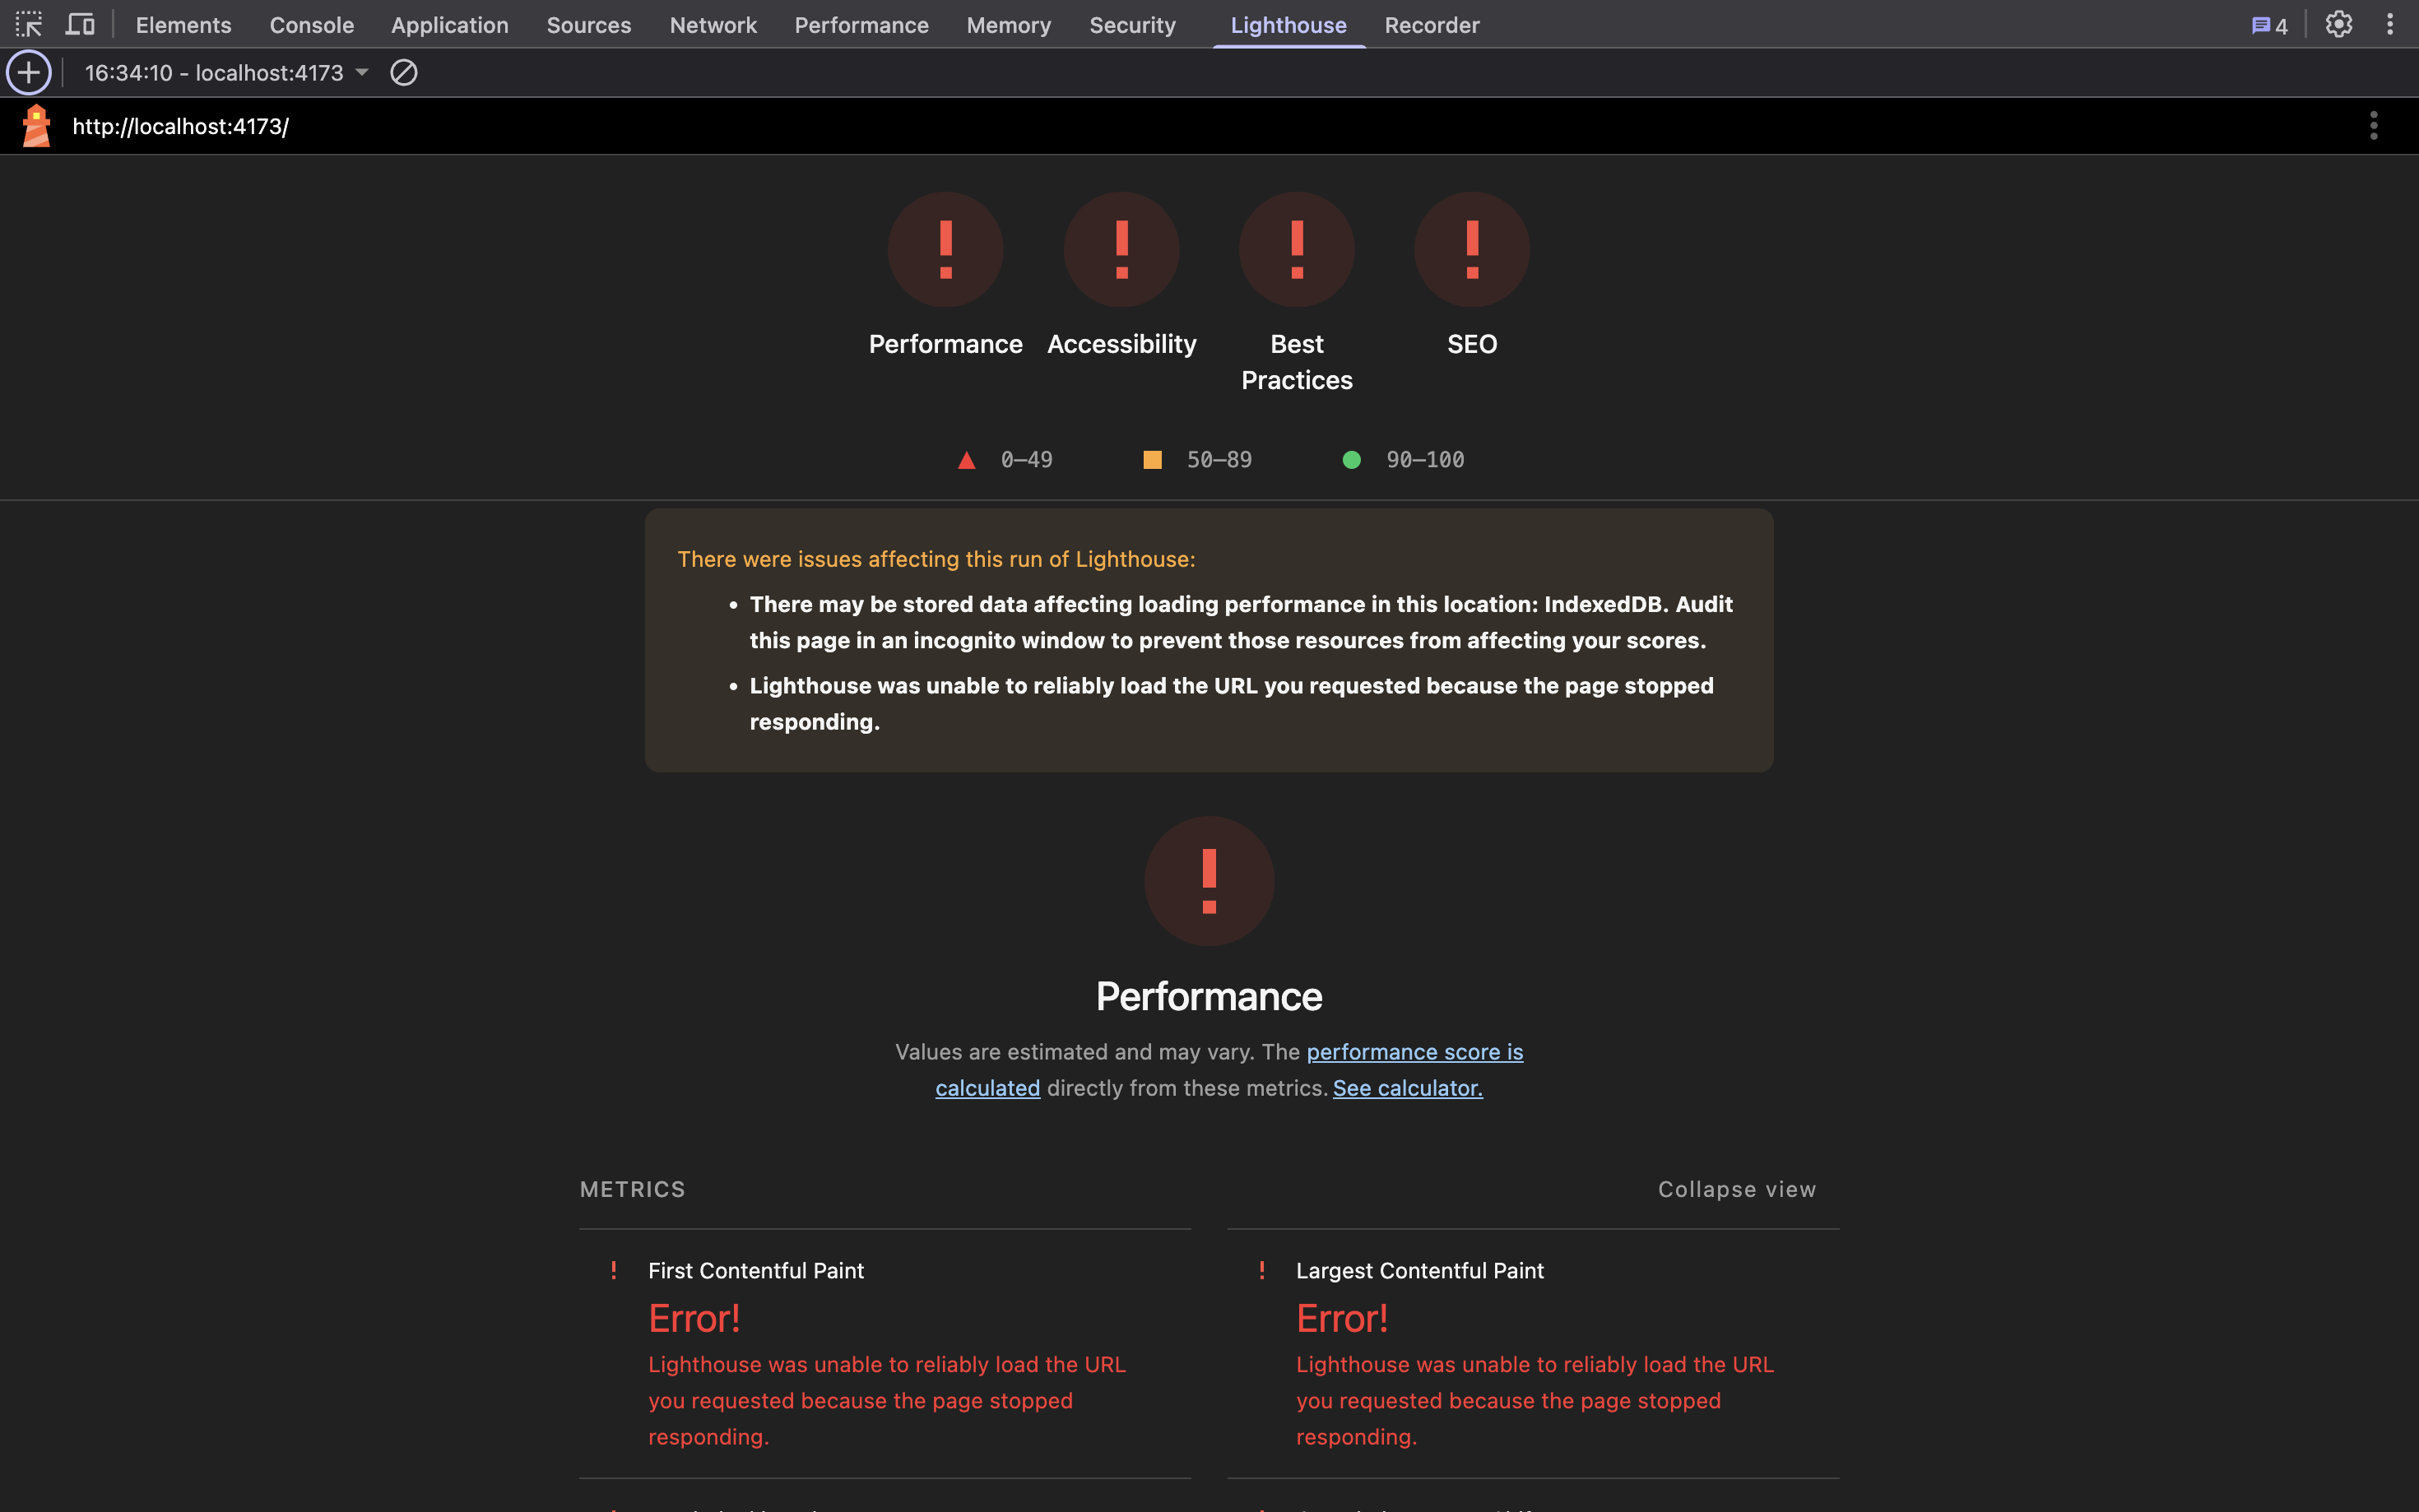 Elements Console Application Sources Network Performance Memory Security Lighthouse Recorder 4
16:34:10 - localhost:4173
http://localhost:4173/
Performance Accessibility Best SEO
Practices
0–49 50–89 90–100
There were issues affecting this run of Lighthouse:
• There may be stored data affecting loading performance in this location: IndexedDB. Audit
this page in an incognito window to prevent those resources from affecting your scores.
• Lighthouse was unable to reliably load the URL you requested because the page stopped
responding.
Performance
Values are estimated and may vary. The performance score is
calculated directly from these metrics. See calculator.
METRICS Collapse view
First Contentful Paint
Error!
Lighthouse was unable to reliably load the URL
you requested because the page stopped
responding.
Largest Contentful Paint
Error!
Lighthouse was unable to reliably load the URL
you requested because the page stopped
responding.